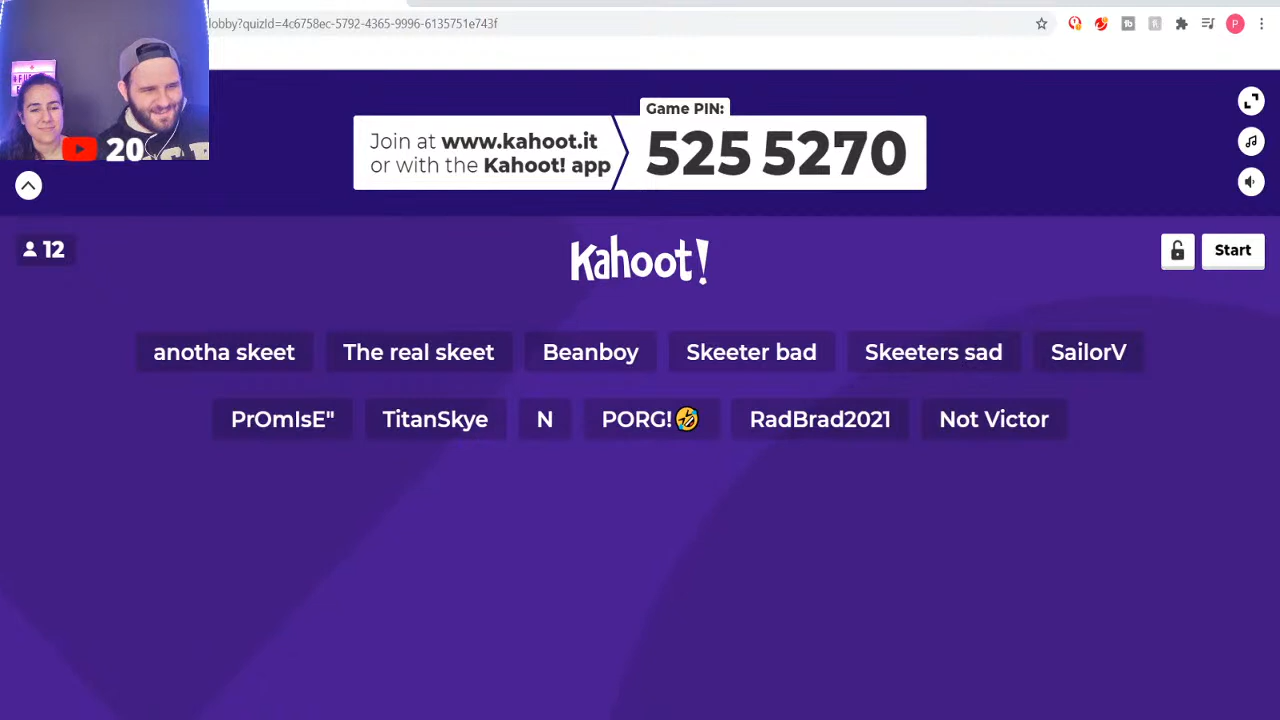 lobby?quizId=4c6758ec-5792-4365-9996-6135751e743f
P
20
Game PIN:
Join at www.kahoot.it
or with the Kahoot! app
525 5270
12
Kahoot!
Start
anotha skeet The real skeet Beanboy Skeeter bad Skeeters sad SailorV
PrOmIsE" TitanSkye N PORG!🤣 RadBrad2021 Not Victor